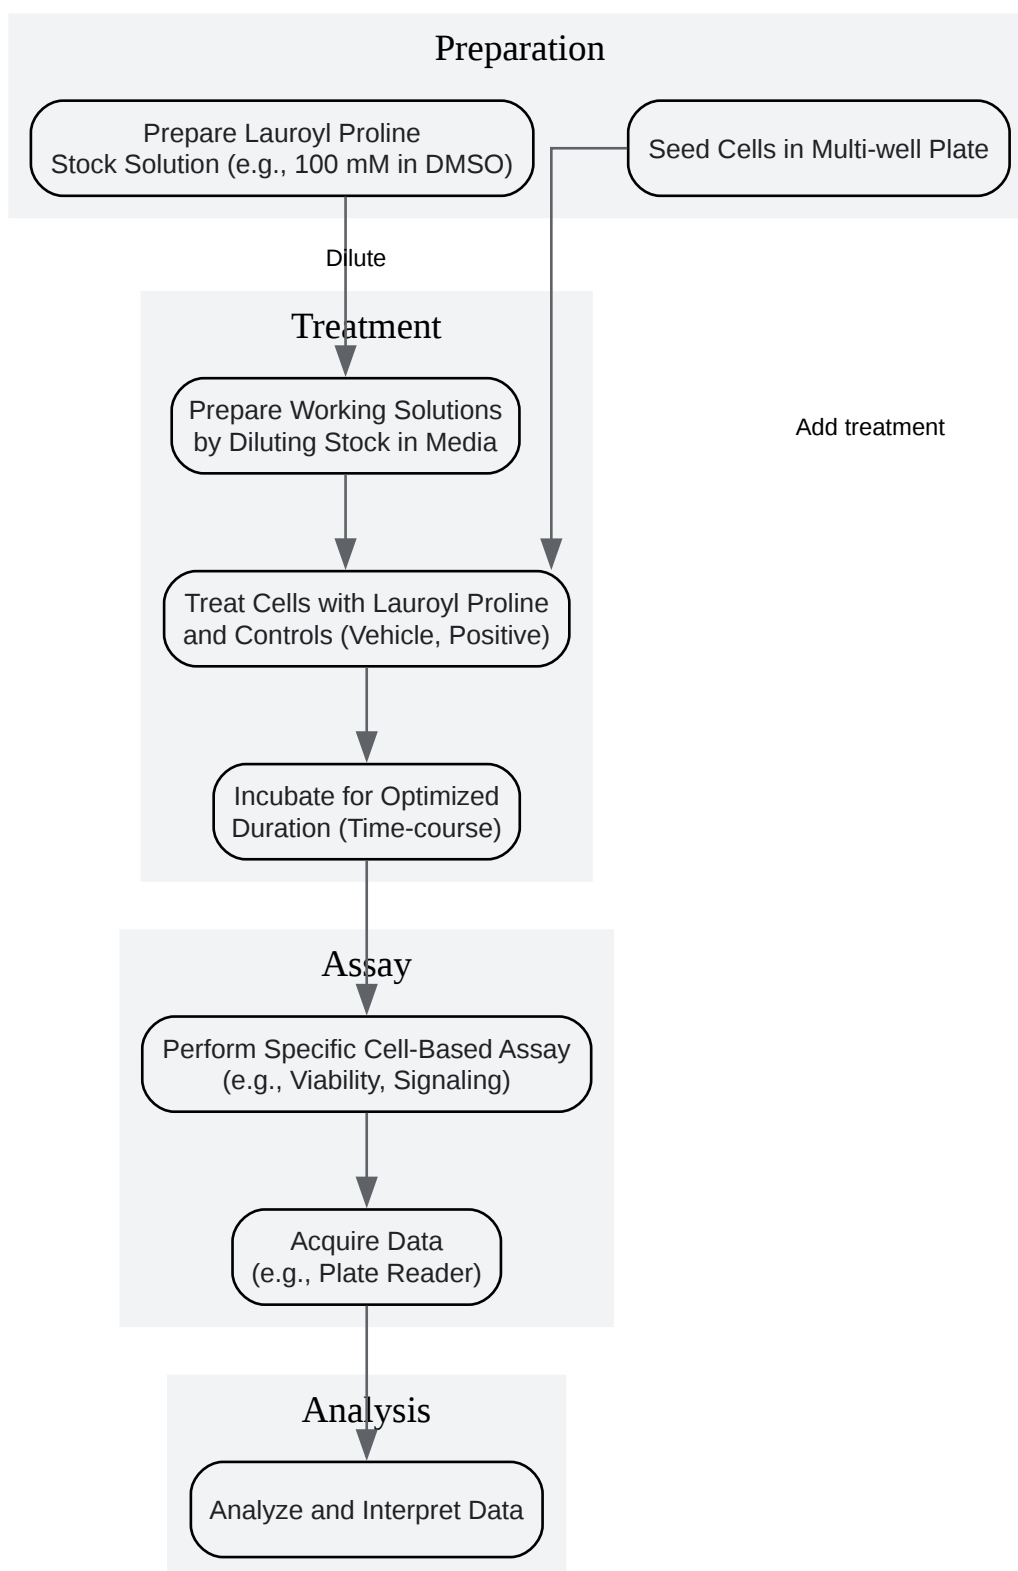 Preparation
Prepare Lauroyl Proline
Stock Solution (e.g., 100 mM in DMSO)
Seed Cells in Multi-well Plate
Dilute
Treatment
Prepare Working Solutions
by Diluting Stock in Media
Add treatment
Treat Cells with Lauroyl Proline
and Controls (Vehicle, Positive)
Incubate for Optimized
Duration (Time-course)
Assay
Perform Specific Cell-Based Assay
(e.g., Viability, Signaling)
Acquire Data
(e.g., Plate Reader)
Analysis
Analyze and Interpret Data